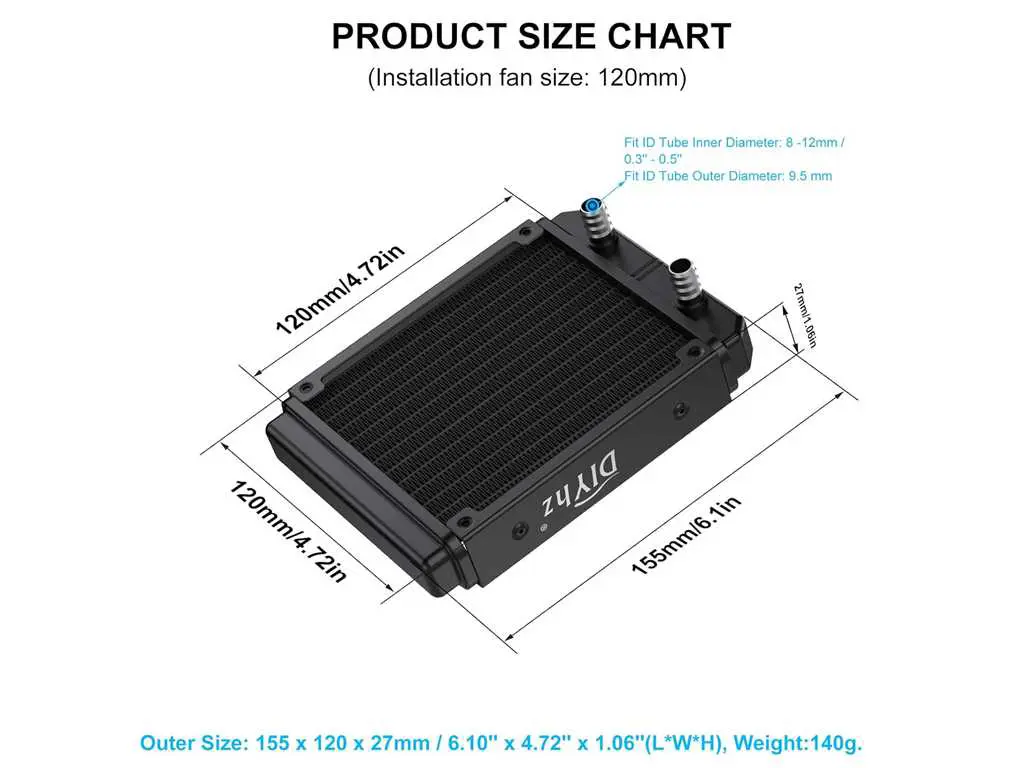 PRODUCT SIZE CHART
(Installation fan size: 120mm)
Fit ID Tube Inner Diameter: 8 -12mm /
0.3" - 0.5"
Fit ID Tube Outer Diameter: 9.5 mm
120mm/4.72in
27mm/1.06in
120mm/4.72in
DIYhz
®
155mm/6.1in
Outer Size: 155 x 120 x 27mm / 6.10" x 4.72" x 1.06"(L*W*H), Weight:140g.